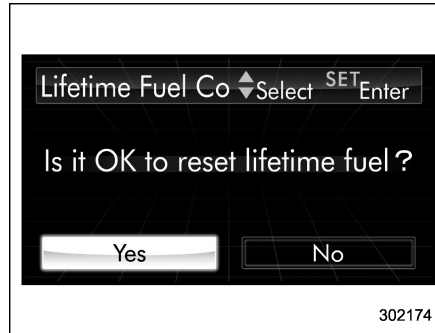 Lifetime Fuel Co Select SET Enter
Is it OK to reset lifetime fuel?
Yes No
302174